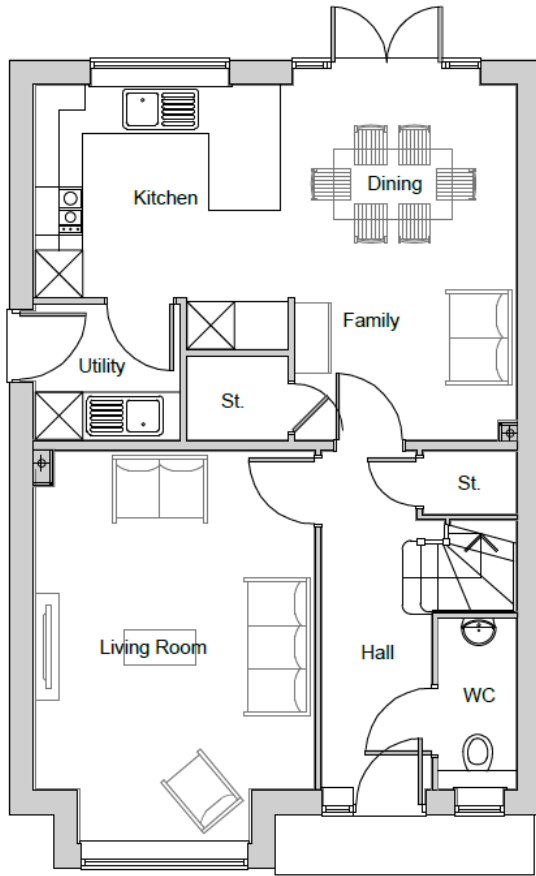 Kitchen
Dining
Family
Utility
St.
St.
Living Room
Hall
WC